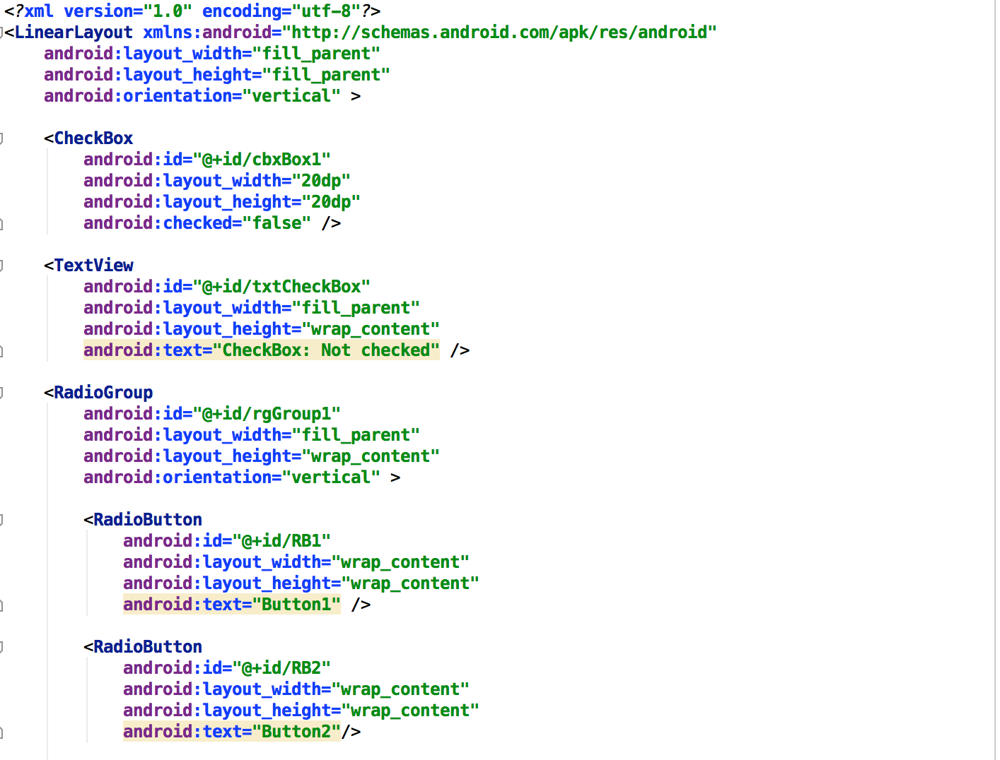 <?xml version="1.0" encoding="utf-8"?>
<LinearLayout xmlns:android="http://schemas.android.com/apk/res/android"
    android:layout_width="fill_parent"
    android:layout_height="fill_parent"
    android:orientation="vertical" >

    <CheckBox
        android:id="@+id/cbxBox1"
        android:layout_width="20dp"
        android:layout_height="20dp"
        android:checked="false" />

    <TextView
        android:id="@+id/txtCheckBox"
        android:layout_width="fill_parent"
        android:layout_height="wrap_content"
        android:text="CheckBox: Not checked" />

    <RadioGroup
        android:id="@+id/rgGroup1"
        android:layout_width="fill_parent"
        android:layout_height="wrap_content"
        android:orientation="vertical" >

        <RadioButton
            android:id="@+id/RB1"
            android:layout_width="wrap_content"
            android:layout_height="wrap_content"
            android:text="Button1" />

        <RadioButton
            android:id="@+id/RB2"
            android:layout_width="wrap_content"
            android:layout_height="wrap_content"
            android:text="Button2"/>